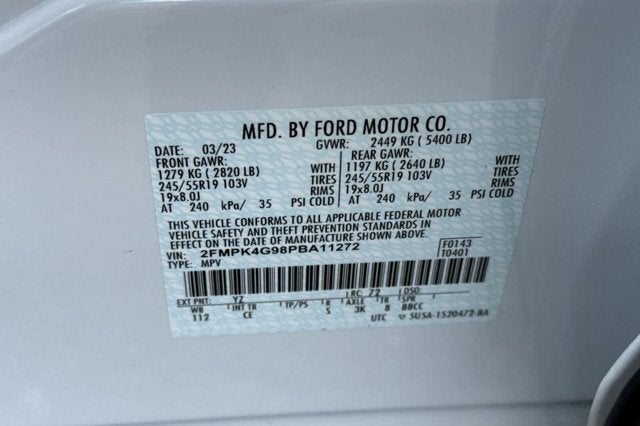 MFD. BY FORD MOTOR CO.
DATE: 03/23 GVWR: 2449 KG ( 5400 LB)
FRONT GAWR: REAR GAWR:
1279 KG ( 2820 LB) WITH 1197 KG ( 2640 LB) WITH
245/55R19 103V TIRES 245/55R19 103V TIRES
19x8.0J RIMS 19x8.0J RIMS
AT 240 kPa/ 35 PSI COLD AT 240 kPa/ 35 PSI COLD
THIS VEHICLE CONFORMS TO ALL APPLICABLE FEDERAL MOTOR
VEHICLE SAFETY AND THEFT PREVENTION STANDARDS IN
EFFECT ON THE DATE OF MANUFACTURE SHOWN ABOVE.
VIN: 2FMPK4G98PBA11272 F0143
TYPE: MPV T0401
EXT PNT: YZ RC: 72 DSO:
WB INT TR TP/PS R AXLE TR SPR
112 CE S 3K 8 BBCC
UTC ▽ 5U5A-1520472-BA